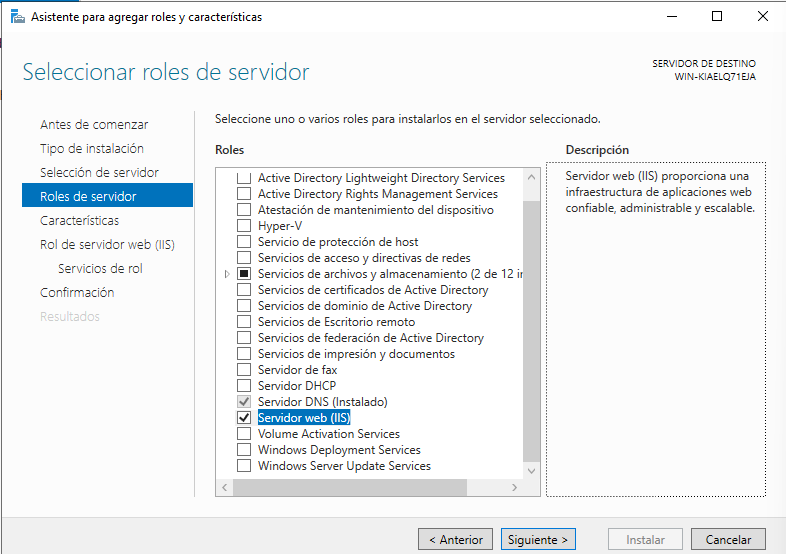 Asistente para agregar roles y características
Seleccionar roles de servidor
SERVIDOR DE DESTINO
WIN-KIAELQ71EJA
Antes de comenzar
Tipo de instalación
Selección de servidor
Roles de servidor
Características
Rol de servidor web (IIS)
Servicios de rol
Confirmación
Resultados
Seleccione uno o varios roles para instalarlos en el servidor seleccionado.
Roles
Active Directory Lightweight Directory Services
Active Directory Rights Management Services
Atestación de mantenimiento del dispositivo
Hyper-V
Servicio de protección de host
Servicios de acceso y directivas de redes
Servicios de archivos y almacenamiento (2 de 12 in
Servicios de certificados de Active Directory
Servicios de dominio de Active Directory
Servicios de Escritorio remoto
Servicios de federación de Active Directory
Servicios de impresión y documentos
Servidor de fax
Servidor DHCP
Servidor DNS (Instalado)
Servidor web (IIS)
Volume Activation Services
Windows Deployment Services
Windows Server Update Services
Descripción
Servidor web (IIS) proporciona una
infraestructura de aplicaciones web
confiable, administrable y escalable.
< Anterior
Siguiente >
Instalar
Cancelar